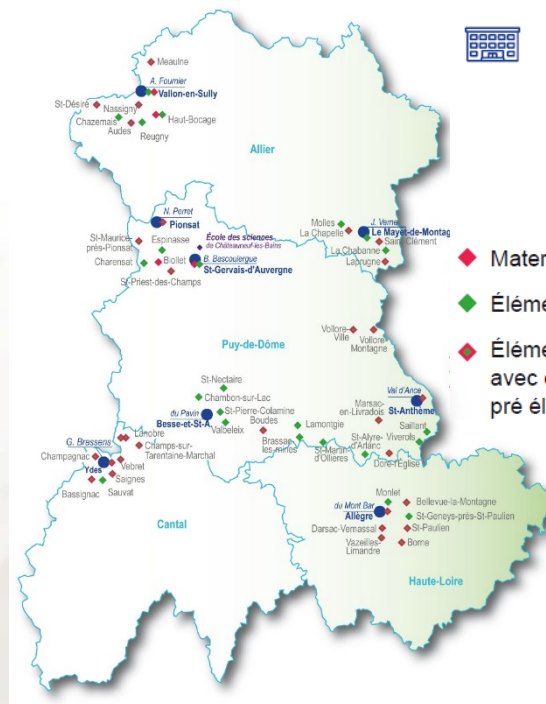 Meaulne
A. Fournier
Vallon-en-Sully
St-Désiré
Nassigny
Chazemais
Haut-Bocage
Audes
Reugny
Allier
N. Perrot
Pionsat
École des sciences
de Châteauneuf-les-Bains
St-Maurice-
près-Pionsat
Espinasse
B. Bascoulergue
St-Gervais-d'Auvergne
Charensat
Biollet
St-Priest-des-Champs
Molles
La Chapelle
J. Verne
Le Mayet-de-Montag
Saint Clément
La Chabanne
Laprugne
Mater
Éléme
Éléme
avec
pré él
Puy-de-Dôme
Vollore-
Ville
Vollore-
Montagne
St-Nectaire
Chambon-sur-Lac
du Pavin
Besse-et-St-A
St-Pierre-Colamine
Valbeleix
Boudes
Marsac-
en-Livradois
Val d'Ance
St-Anthème
Lamontgie
Brassac-
les-mines
St-Martin-
d'Ollieres
St-Alyre-
d'Arlanc
Saillant
Viverols
Dore-l'Église
G. Brassens
Lanobre
Champs-sur-
Tarentaine-Marchal
Champagnac
Ydes
Vebret
Saignes
Bassignac
Sauvat
Cantal
Monlet
du Mont Bar
Allègre
Bellevue-la-Montagne
St-Geneys-près-St-Paulien
Darsac-Vernassal
St-Paulien
Vazeilles-
Limandre
Borne
Haute-Loire